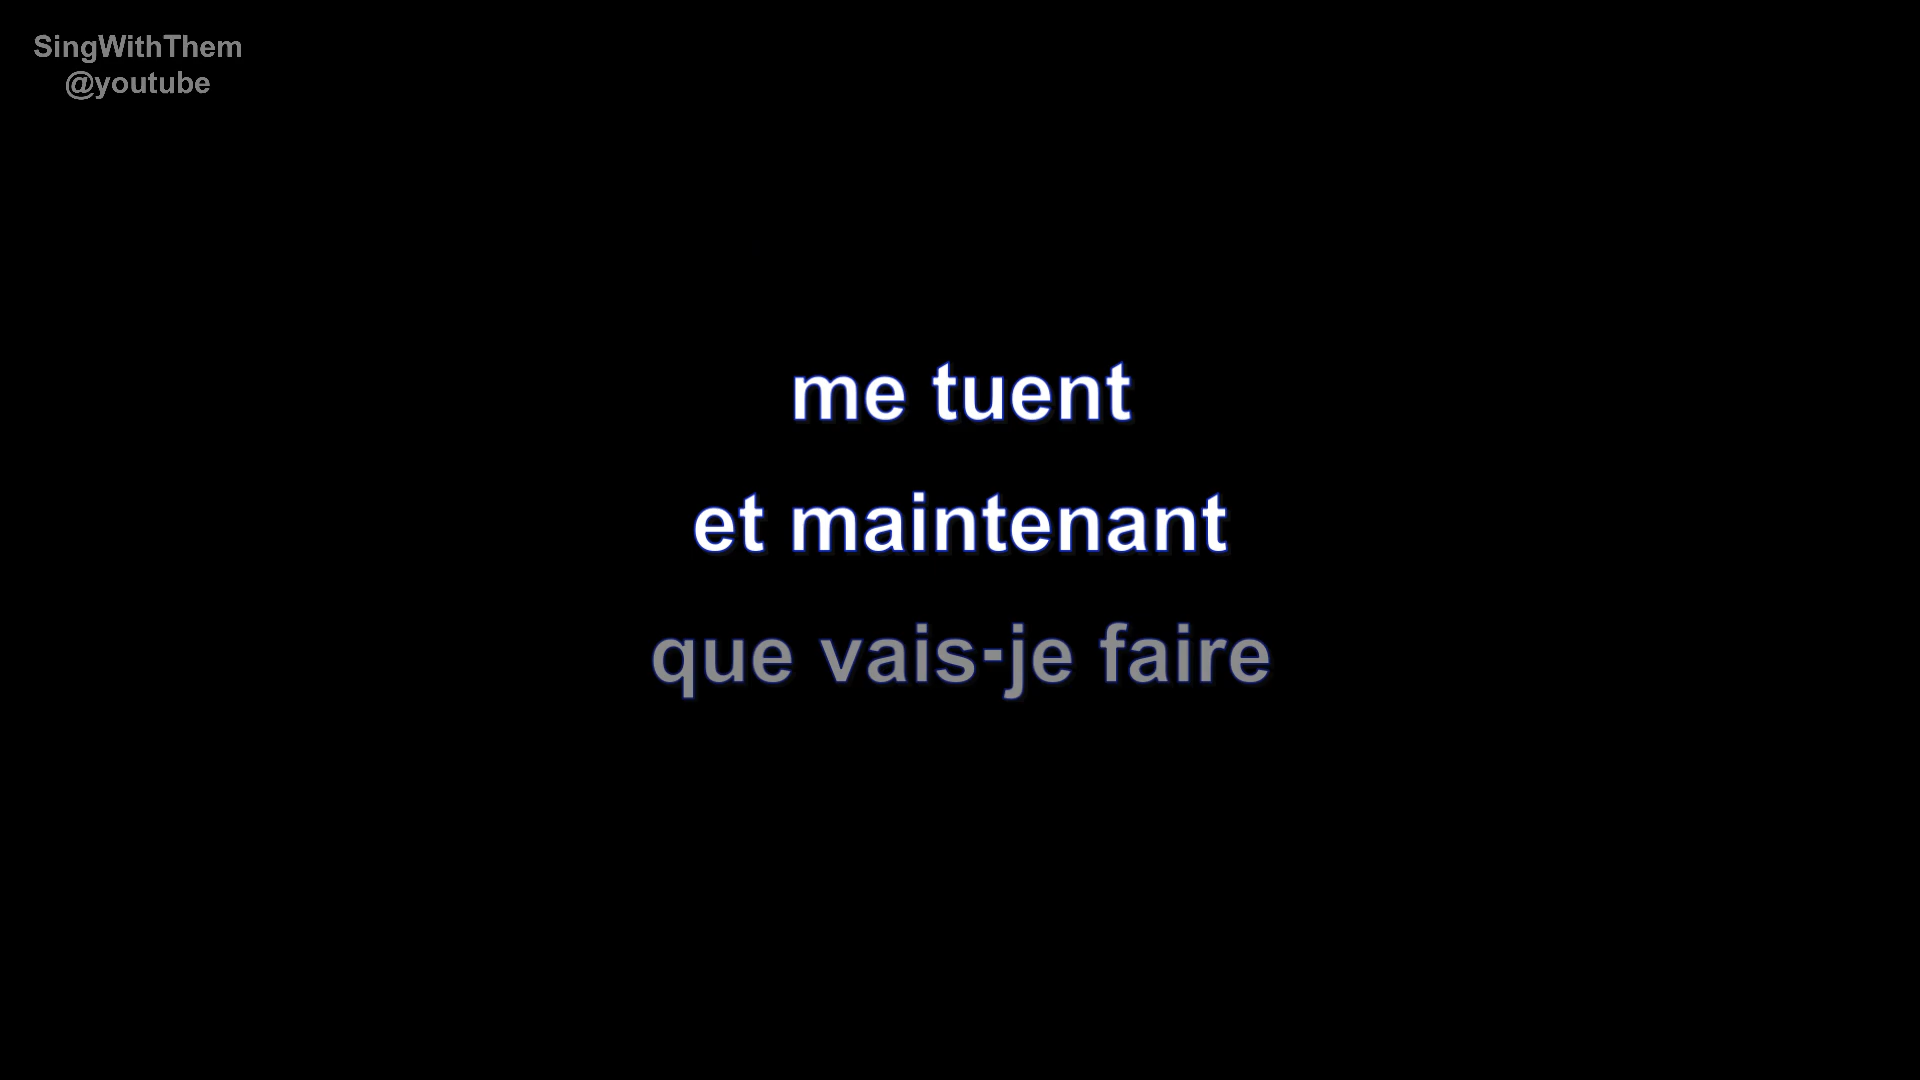 SingWithThem
@youtube
me tuent
et maintenant
que vais-je faire